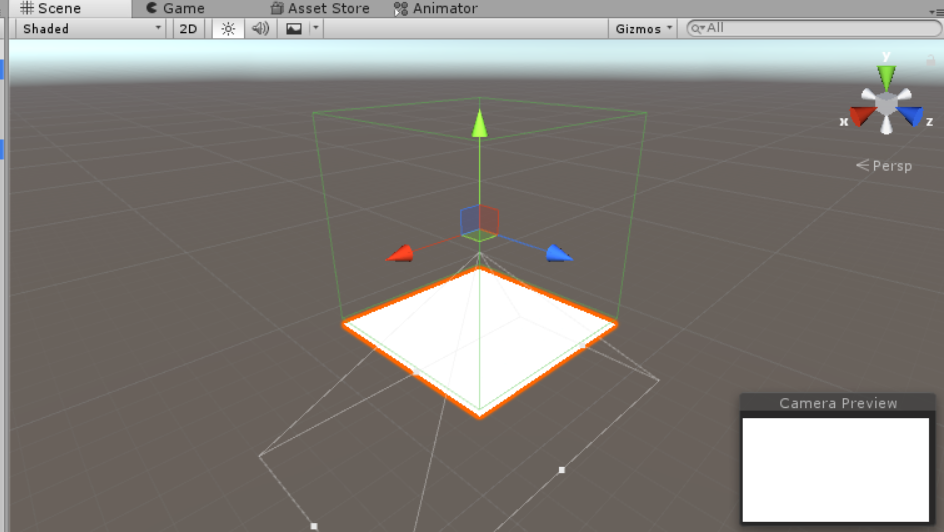 Scene Game Asset Store Animator
Shaded 2D Gizmos All
y
x z
Persp
Camera Preview